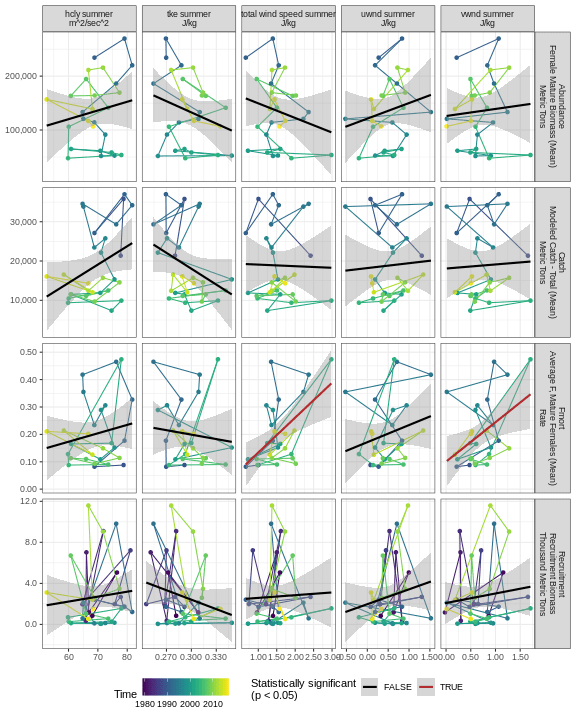 hcly summer
m^2/sec^2
tke summer
J/kg
total wind speed summer
J/kg
uwnd summer
J/kg
vwnd summer
J/kg
200,000
100,000
Abundance
Female Mature Biomass (Mean)
Metric Tons
30,000
20,000
10,000
Catch
Modeled Catch - Total (Mean)
Metric Tons
0.50
0.40
0.30
0.20
0.10
0.00
Fmort
Average F, Mature Females (Mean)
Rate
12.0
8.0
4.0
0.0
Recruitment
Recruitment Biomass
Thousand Metric Tons
60 70 80
0.270 0.300 0.330
1.00 1.50 2.00 2.50 3.00
-0.50 0.00 0.50 1.00 1.50
0.00 0.50 1.00 1.50
Time
1980 1990 2000 2010
Statistically significant
(p < 0.05)
FALSE
TRUE